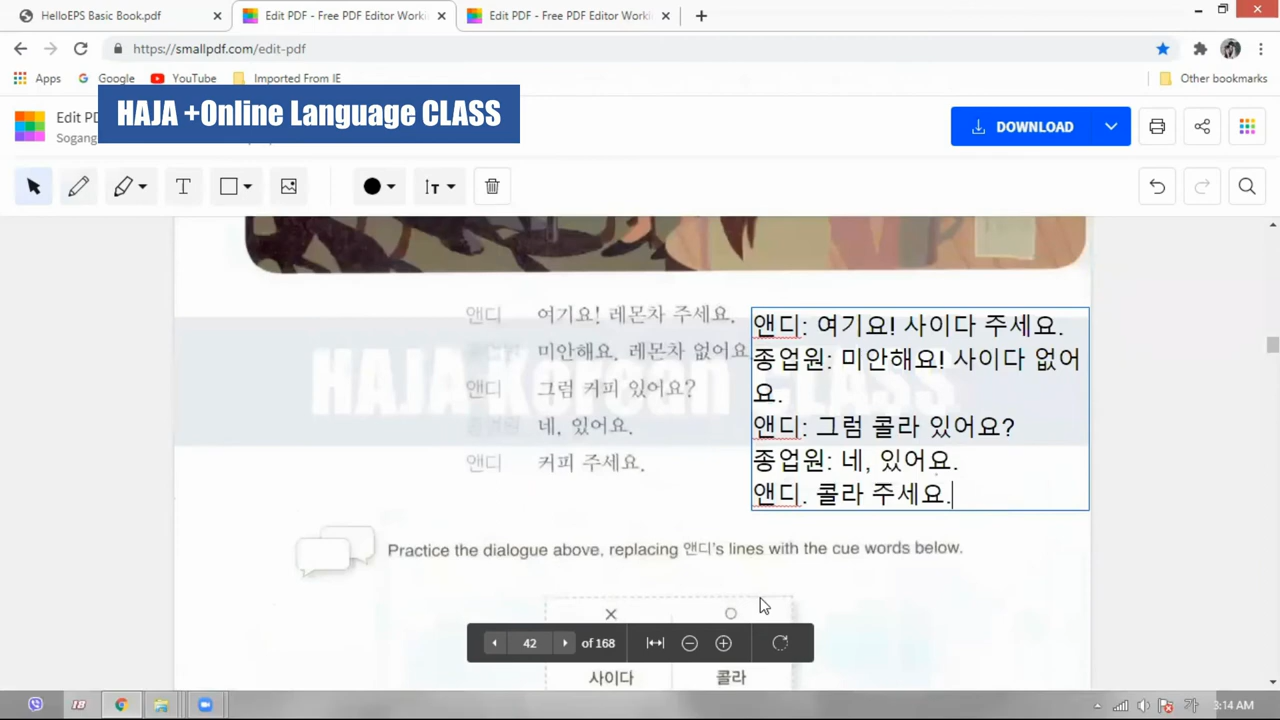 HelloEPS Basic Book.pdf
Edit PDF - Free PDF Editor Worki
Edit PDF - Free PDF Editor Worki
https://smallpdf.com/edit-pdf
Apps
Google
YouTube
Imported From IE
Other bookmarks
HAJA +Online Language CLASS
Edit PD
Sogang
DOWNLOAD
앤디 여기요! 레몬차 주세요.
미안해요. 레몬차 없어요
앤디 그럼 커피 있어요?
네, 있어요.
앤디 커피 주세요.
HAJA Korean CLASS
앤디: 여기요! 사이다 주세요.
종업원: 미안해요! 사이다 없어
요.
앤디: 그럼 콜라 있어요?
종업원: 네, 있어요.
앤디. 콜라 주세요.
Practice the dialogue above, replacing 앤디's lines with the cue words below.
× ○
42 of 168
사이다 콜라
가
3:14 AM